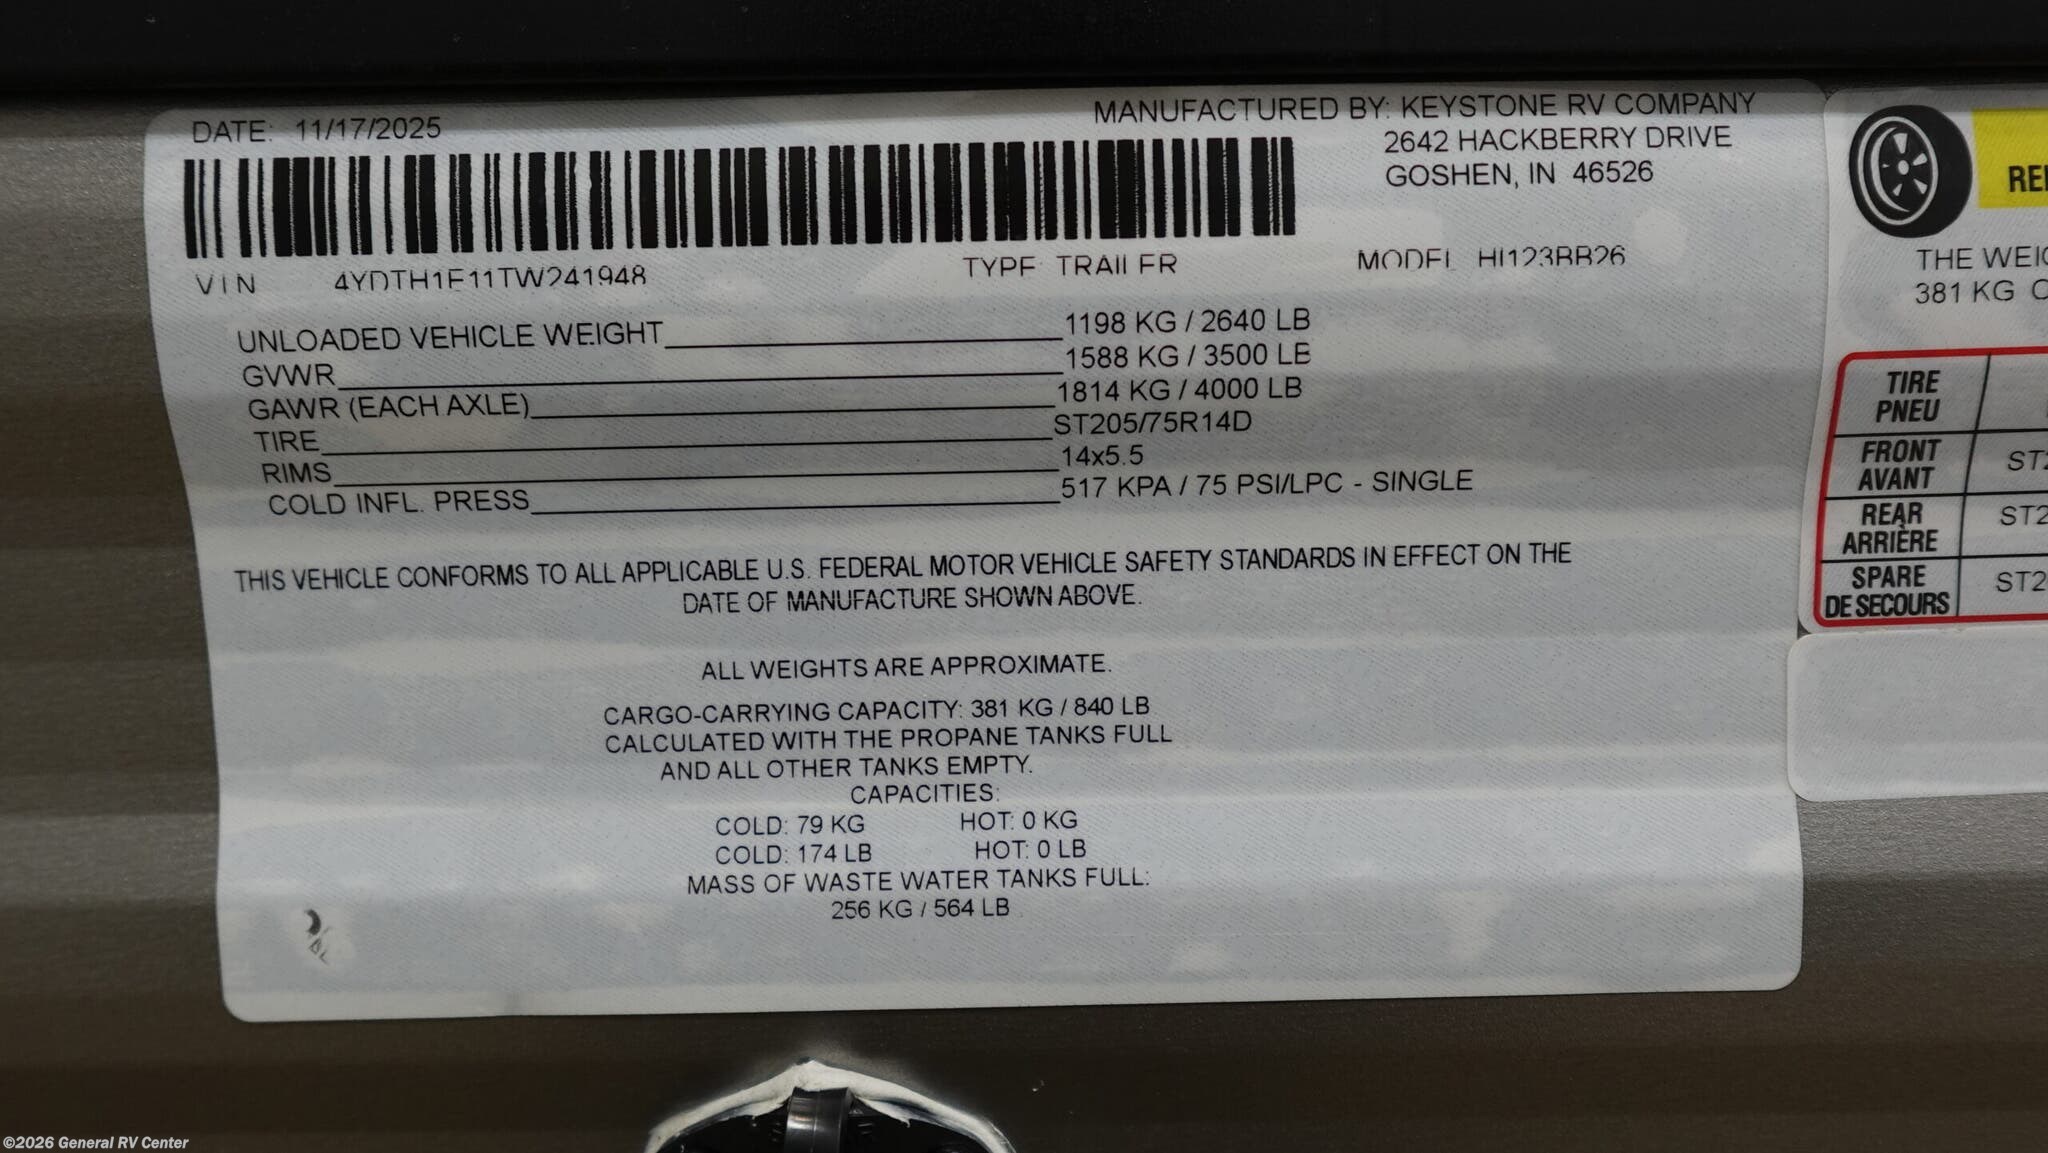 DATE: 11/17/2025
MANUFACTURED BY: KEYSTONE RV COMPANY
2642 HACKBERRY DRIVE
GOSHEN, IN 46526
VIN 4YDTH1F11TW241948
TYPE: TRAILER
MODEL HI123BB26
UNLOADED VEHICLE WEIGHT 1198 KG / 2640 LB
GVWR 1588 KG / 3500 LB
GAWR (EACH AXLE) 1814 KG / 4000 LB
TIRE ST205/75R14D
RIMS 14x5.5
COLD INFL. PRESS 517 KPA / 75 PSI/LPC - SINGLE
THIS VEHICLE CONFORMS TO ALL APPLICABLE U.S. FEDERAL MOTOR VEHICLE SAFETY STANDARDS IN EFFECT ON THE
DATE OF MANUFACTURE SHOWN ABOVE.
ALL WEIGHTS ARE APPROXIMATE.
CARGO-CARRYING CAPACITY: 381 KG / 840 LB
CALCULATED WITH THE PROPANE TANKS FULL
AND ALL OTHER TANKS EMPTY.
CAPACITIES:
COLD: 79 KG HOT: 0 KG
COLD: 174 LB HOT: 0 LB
MASS OF WASTE WATER TANKS FULL:
256 KG / 564 LB
THE
381 KG
TIRE
PNEU
FRONT
AVANT
REAR
ARRIÈRE
SPARE
DE SECOURS
©2026 General RV Center